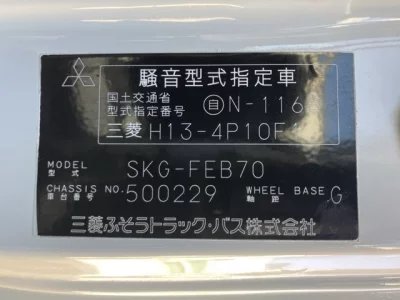 騒音型式指定車
国土交通省
型式指定番号 自N-116
三菱 H13-4P10F
MODEL
型式 SKG-FEB70
CHASSIS NO. 500229 WHEEL BASE G
車台番号 軸距
三菱ふそうトラック・バス株式会社